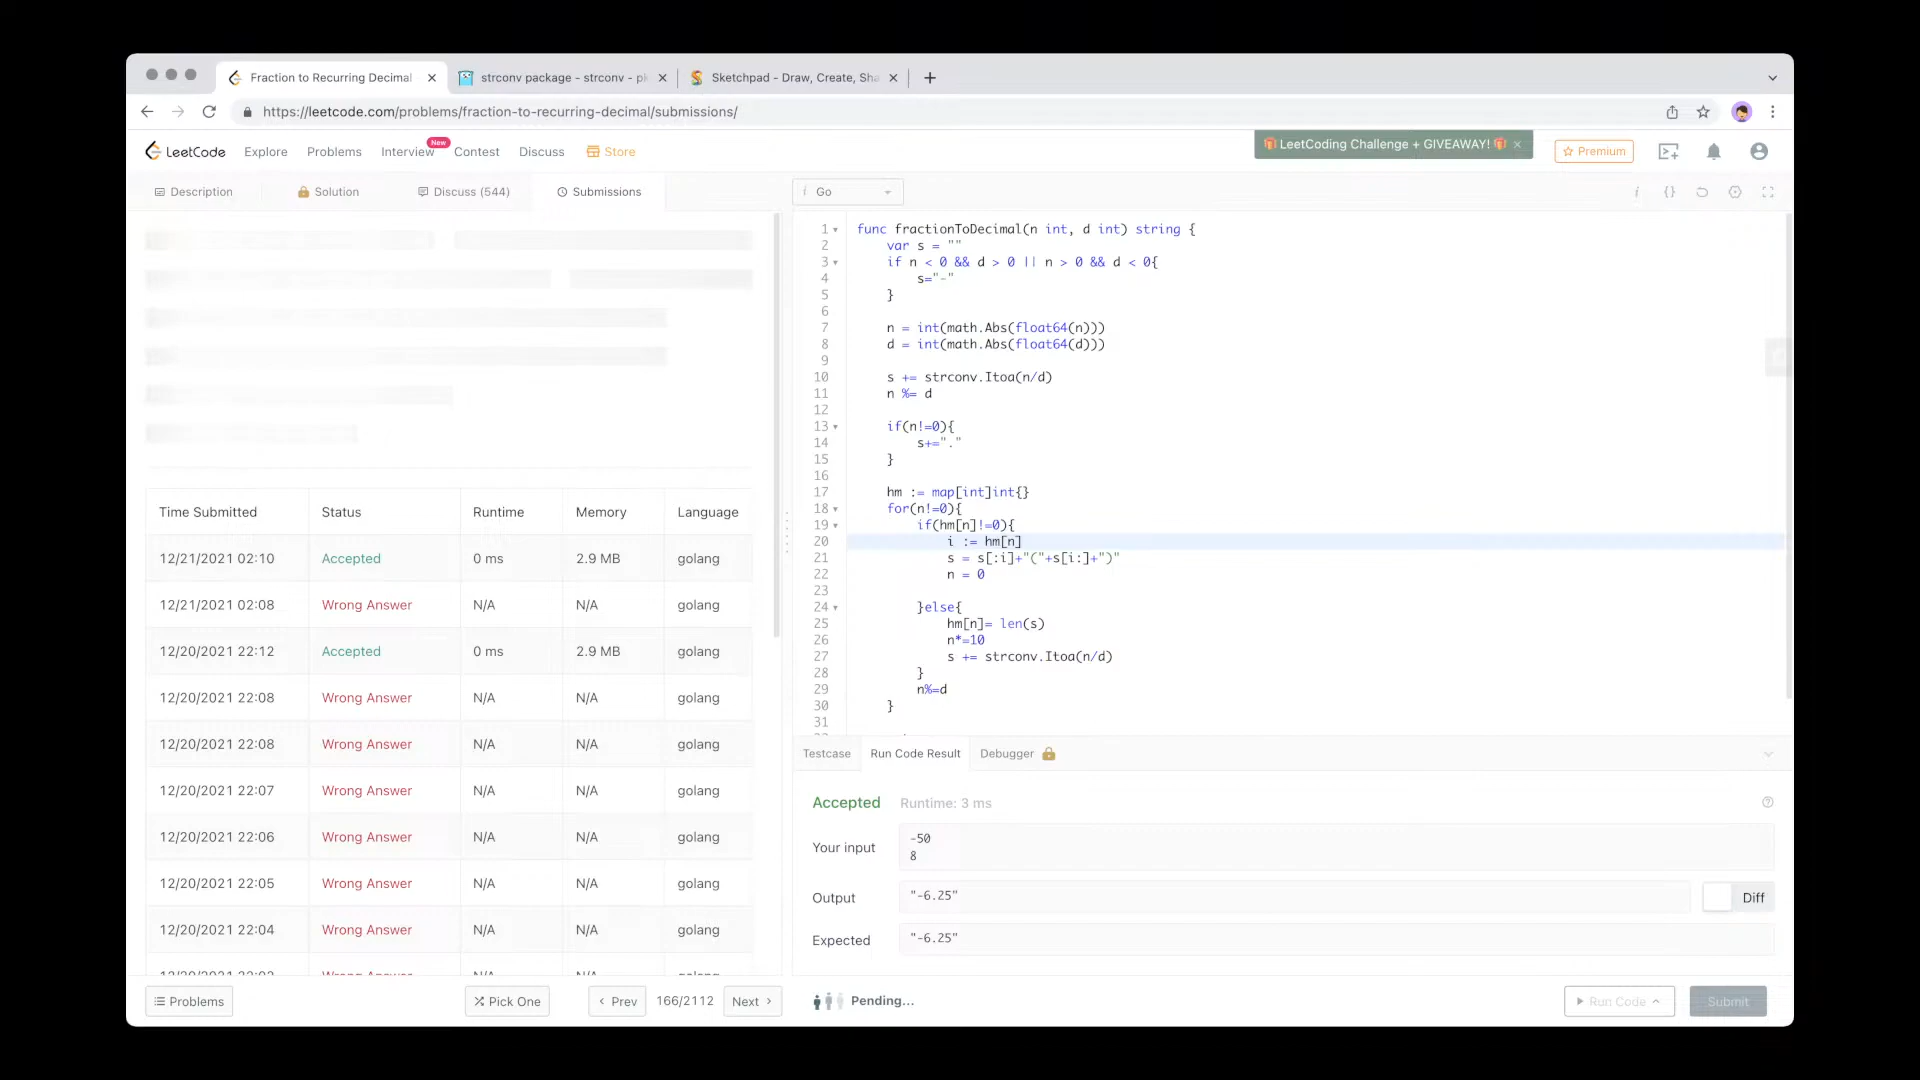 Fraction to Recurring Decimal
strconv package - strconv -
Sketchpad - Draw, Create, Sha
https://leetcode.com/problems/fraction-to-recurring-decimal/submissions/
LeetCode
Explore
Problems
Interview
New
Contest
Discuss
Store
LeetCoding Challenge + GIVEAWAY!
Premium
Description
Solution
Discuss (544)
Submissions
i Go
Time Submitted Status Runtime Memory Language
12/21/2021 02:10 Accepted 0 ms 2.9 MB golang
12/21/2021 02:08 Wrong Answer N/A N/A golang
12/20/2021 22:12 Accepted 0 ms 2.9 MB golang
12/20/2021 22:08 Wrong Answer N/A N/A golang
12/20/2021 22:08 Wrong Answer N/A N/A golang
12/20/2021 22:07 Wrong Answer N/A N/A golang
12/20/2021 22:06 Wrong Answer N/A N/A golang
12/20/2021 22:05 Wrong Answer N/A N/A golang
12/20/2021 22:04 Wrong Answer N/A N/A golang
Problems
Pick One
Prev
166/2112
Next
1 func fractionToDecimal(n int, d int) string {
2 var s = ""
3 if n < 0 && d > 0 || n > 0 && d < 0{
4 s="-"
5 }
6
7 n = int(math.Abs(float64(n)))
8 d = int(math.Abs(float64(d)))
9
10 s += strconv.Itoa(n/d)
11 n %= d
12
13 if(n!=0){
14 s+="."
15 }
16
17 hm := map[int]int{}
18 for(n!=0){
19 if(hm[n]!=0){
20 i := hm[n]
21 s = s[:i]+"("+s[i:]+")"
22 n = 0
23
24 }else{
25 hm[n]= len(s)
26 n*=10
27 s += strconv.Itoa(n/d)
28 }
29 n%=d
30 }
31
Testcase
Run Code Result
Debugger
Accepted Runtime: 3 ms
Your input
-50
8
Output
"-6.25"
Diff
Expected
"-6.25"
Pending...
Run Code
Submit